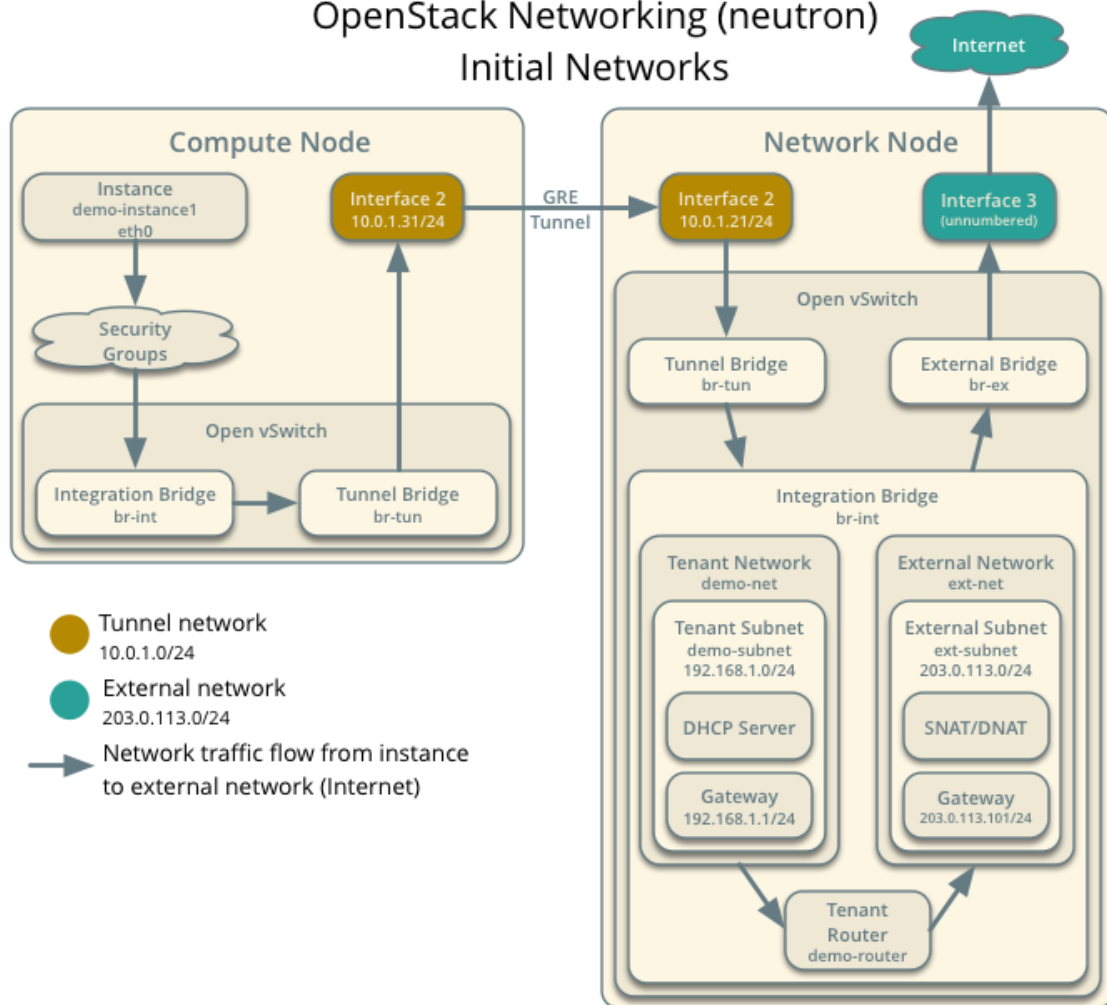 OpenStack Networking (neutron)
Initial Networks
Internet
Compute Node
Instance
demo-instance1
eth0
Interface 2
10.0.1.31/24
Security
Groups
Open vSwitch
Integration Bridge
br-int
Tunnel Bridge
br-tun
GRE
Tunnel
Network Node
Interface 2
10.0.1.21/24
Interface 3
(unnumbered)
Open vSwitch
Tunnel Bridge
br-tun
External Bridge
br-ex
Integration Bridge
br-int
Tenant Network
demo-net
Tenant Subnet
demo-subnet
192.168.1.0/24
DHCP Server
Gateway
192.168.1.1/24
External Network
ext-net
External Subnet
ext-subnet
203.0.113.0/24
SNAT/DNAT
Gateway
203.0.113.101/24
Tenant
Router
demo-router
Tunnel network
10.0.1.0/24
External network
203.0.113.0/24
Network traffic flow from instance
to external network (Internet)